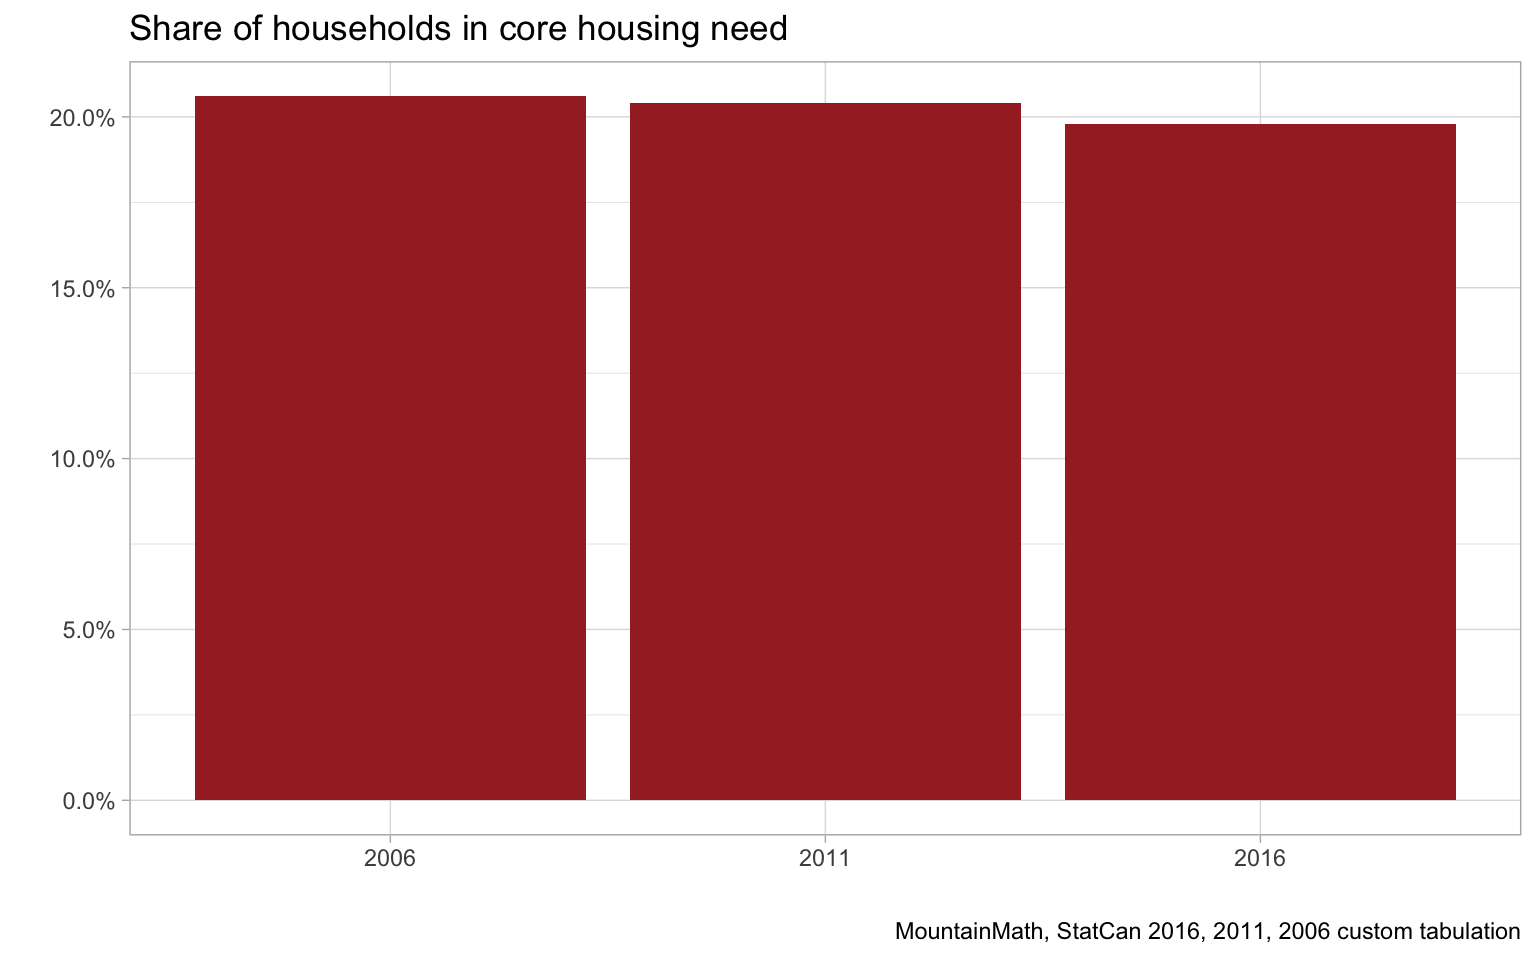 Share of households in core housing need
20.0%
15.0%
10.0%
5.0%
0.0%
2006 2011 2016
MountainMath, StatCan 2016, 2011, 2006 custom tabulation